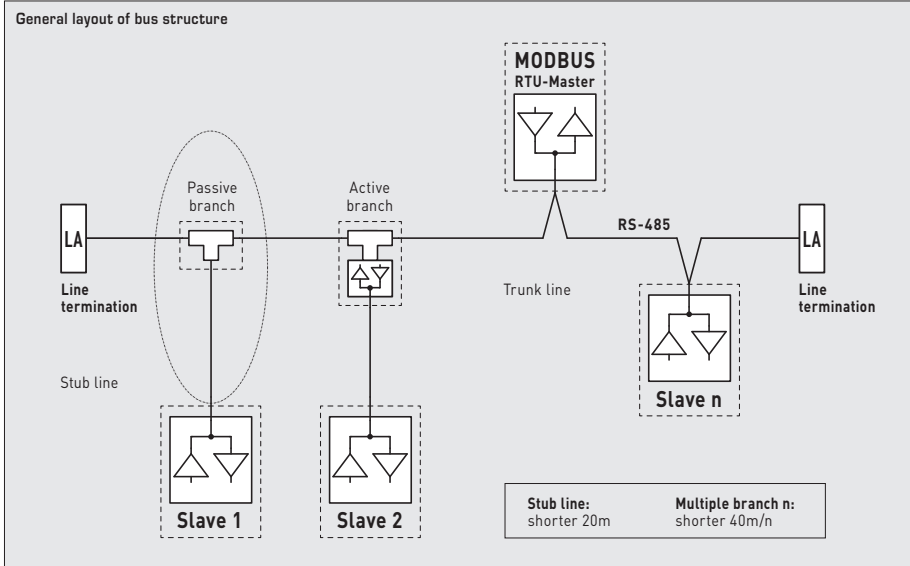 General layout of bus structure
MODBUS
RTU-Master
Passive
branch
Active
branch
LA
RS-485
LA
Line
termination
Trunk line
Line
termination
Stub line
Slave n
Slave 1
Slave 2
Stub line:
shorter 20m
Multiple branch n:
shorter 40m/n